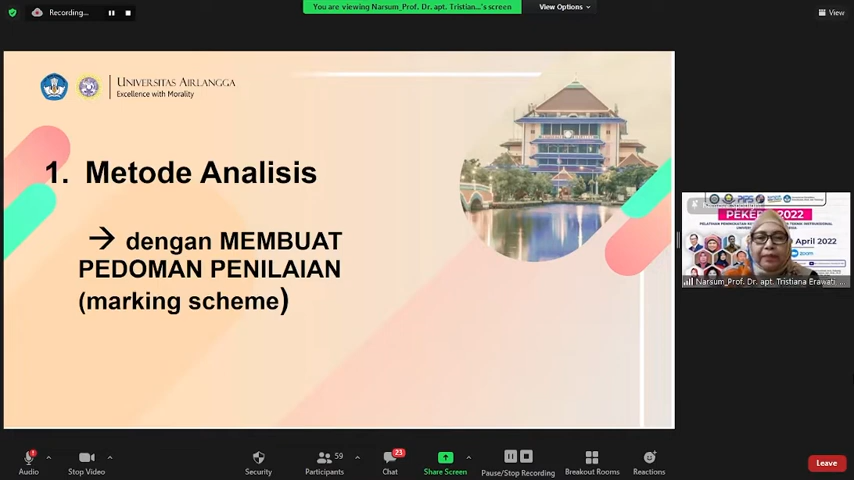 Recording...
You are viewing Narsum_Prof. Dr. apt. Tristian...'s screen
View Options
View
UNIVERSITAS AIRLANGGA
Excellence with Morality
1. Metode Analisis
→ dengan MEMBUAT
PEDOMAN PENILAIAN
(marking scheme)
PEKERTI 2022
April 2022
zoom
Narsum_Prof. Dr. apt. Tristiana Erawati, ...
Audio
Stop Video
Security
Participants
59
Chat
23
Share Screen
Pause/Stop Recording
Breakout Rooms
Reactions
Leave